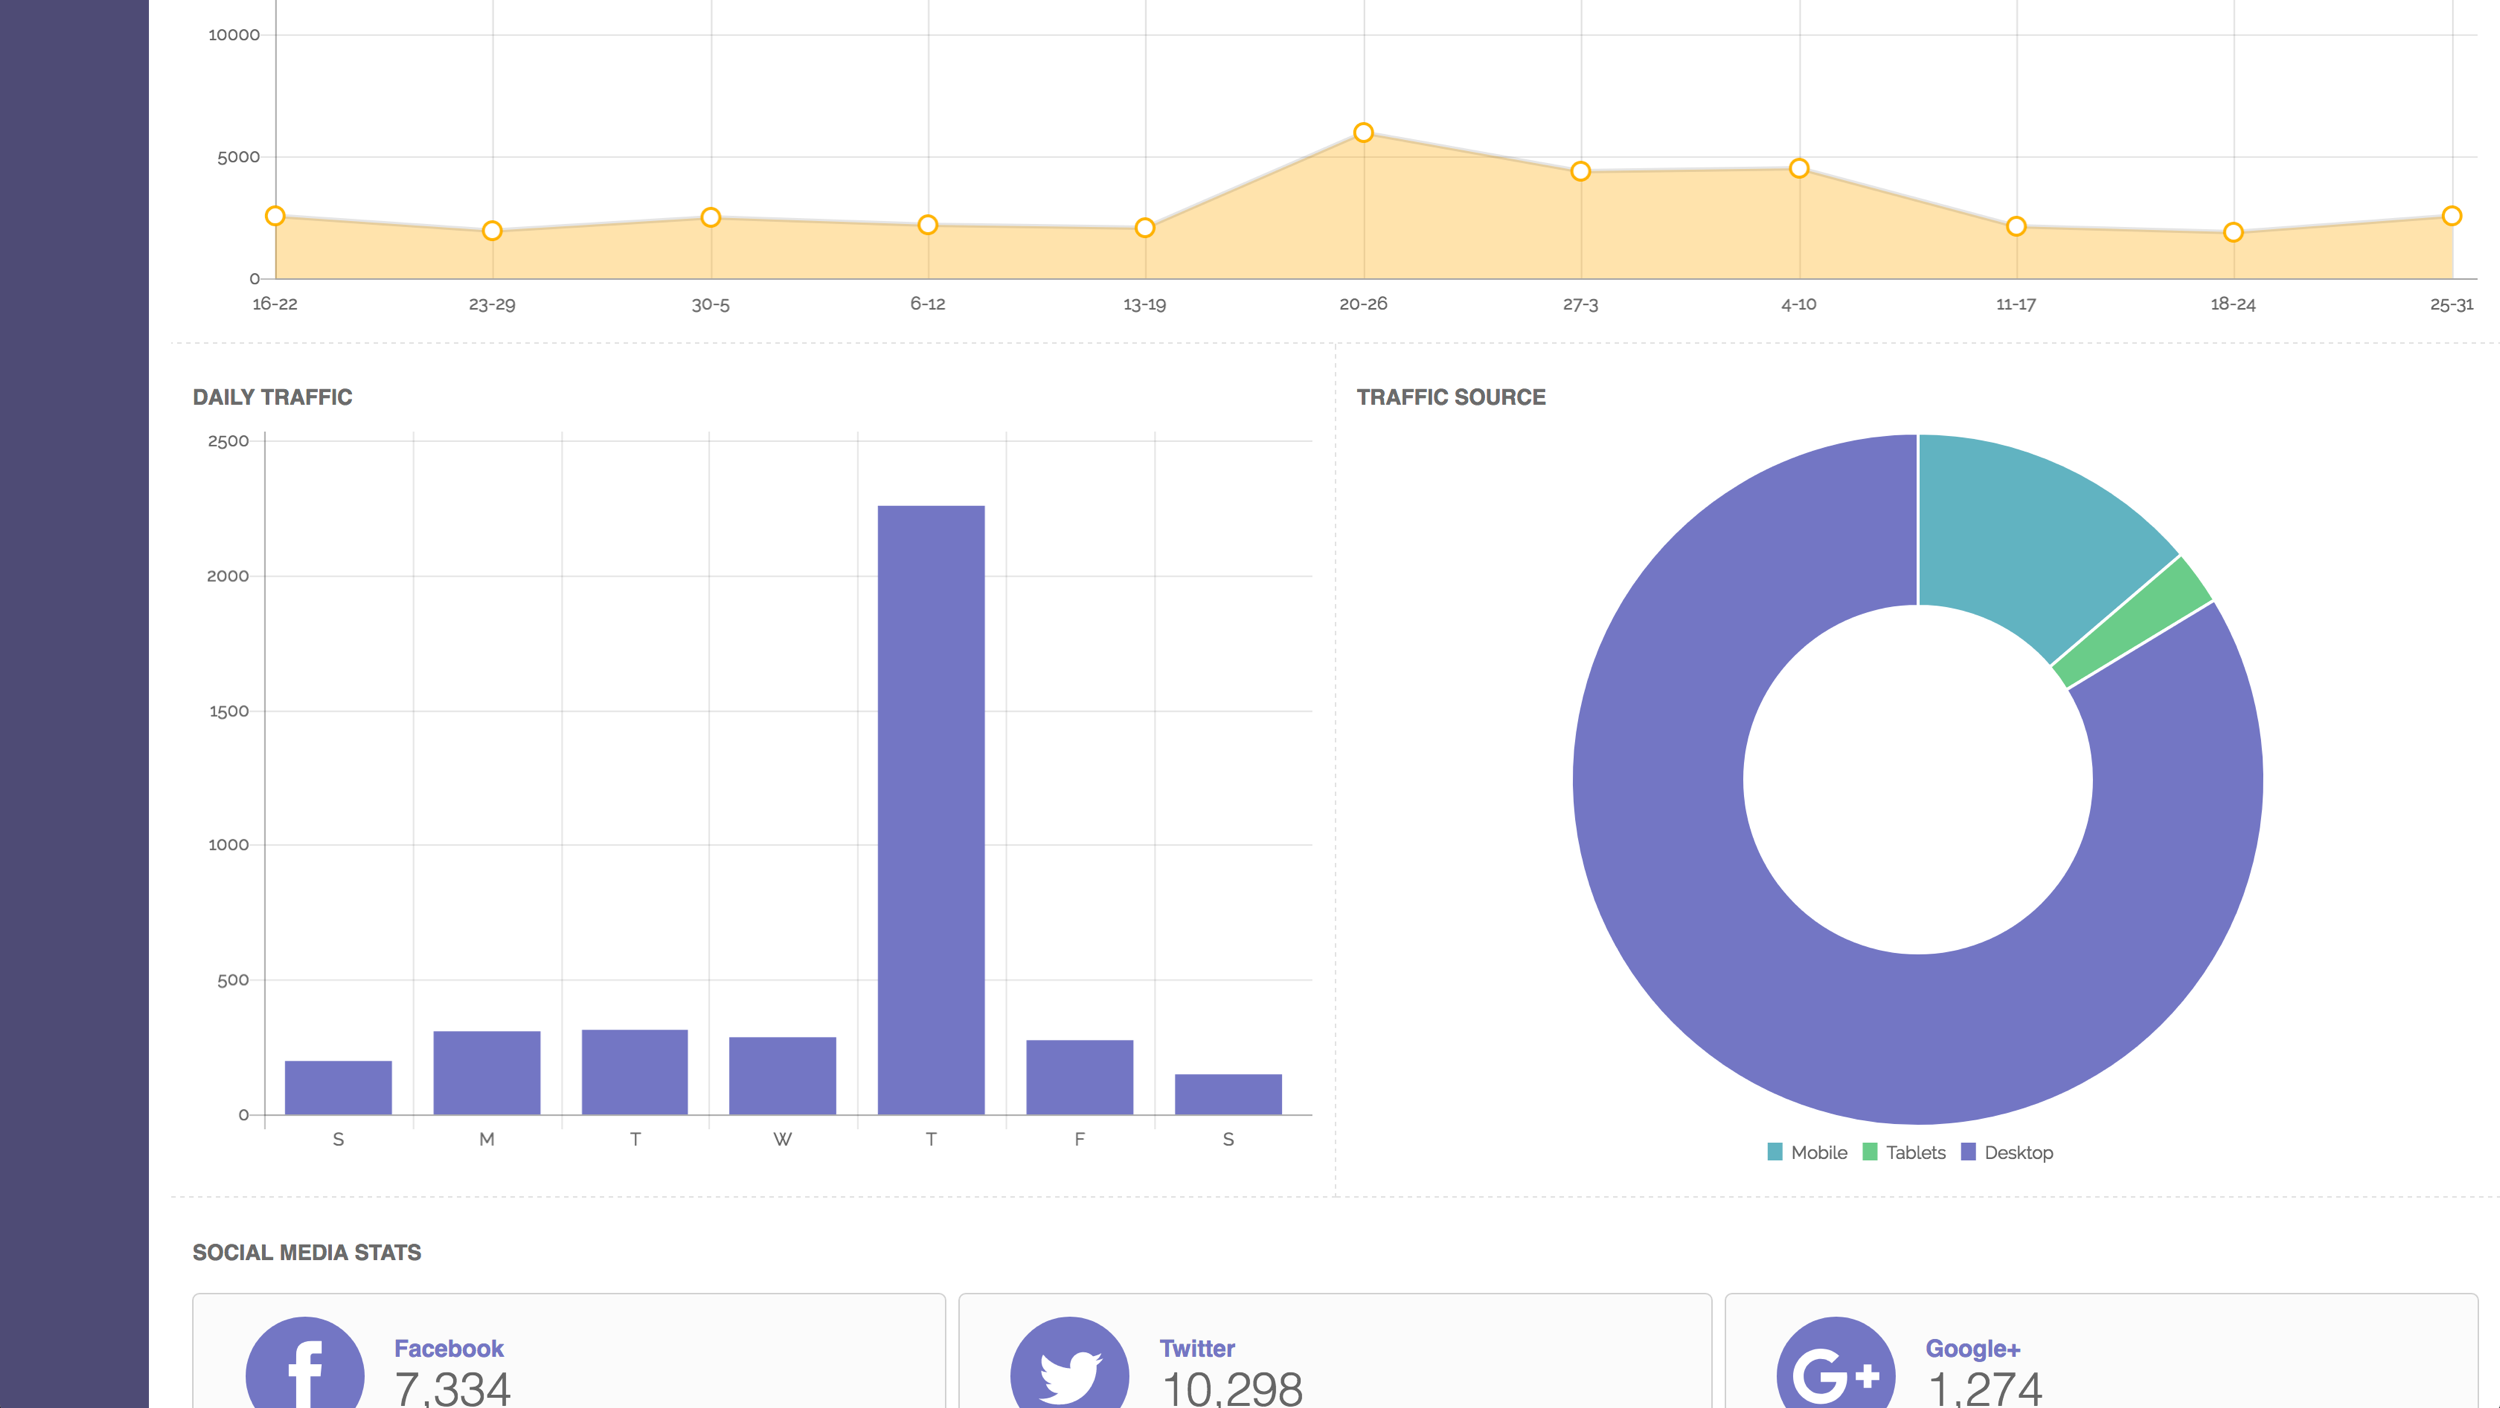 10000
5000
0
16-22 23-29 30-5 6-12 13-19 20-26 27-3 4-10 11-17 18-24 25-31
DAILY TRAFFIC
2500
2000
1500
1000
500
0
S M T W T F S
TRAFFIC SOURCE
Mobile Tablets Desktop
SOCIAL MEDIA STATS
Facebook
7,334
Twitter
10,298
Google+
1,274